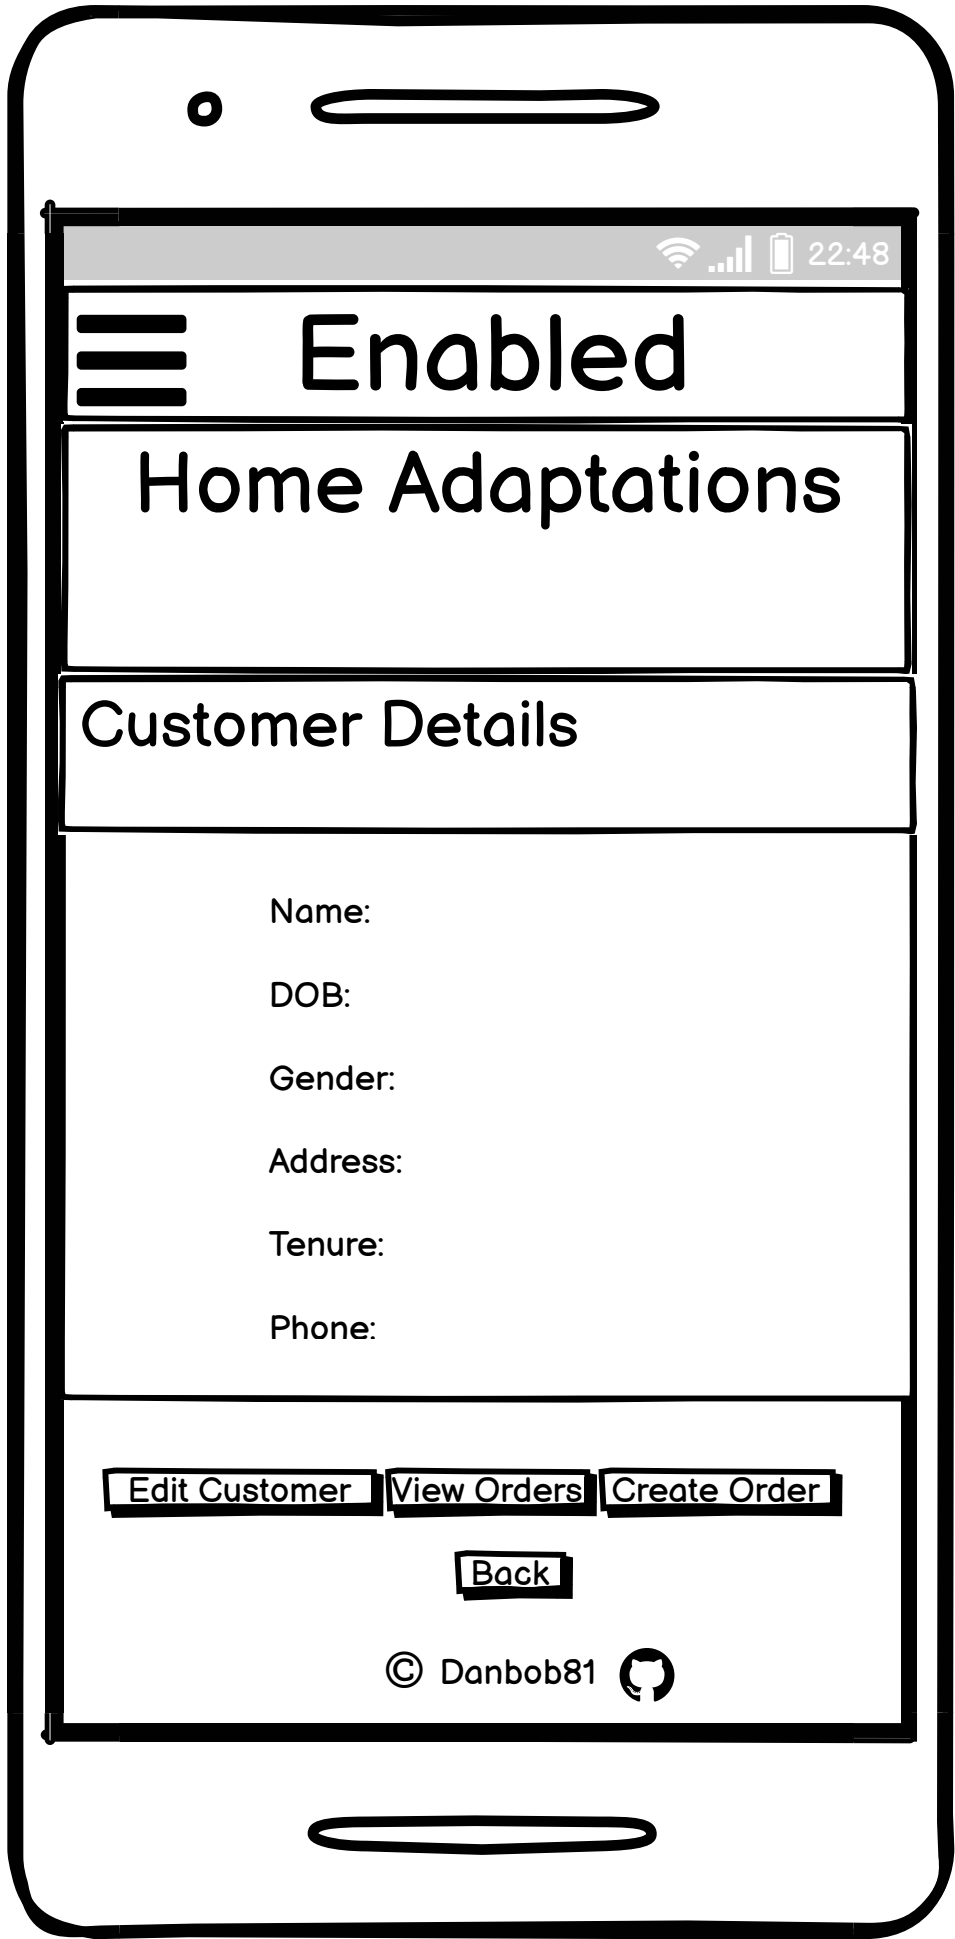 22:48
Enabled
Home Adaptations
Customer Details
Name:
DOB:
Gender:
Address:
Tenure:
Phone:
Edit Customer View Orders Create Order
Back
© Danbob81